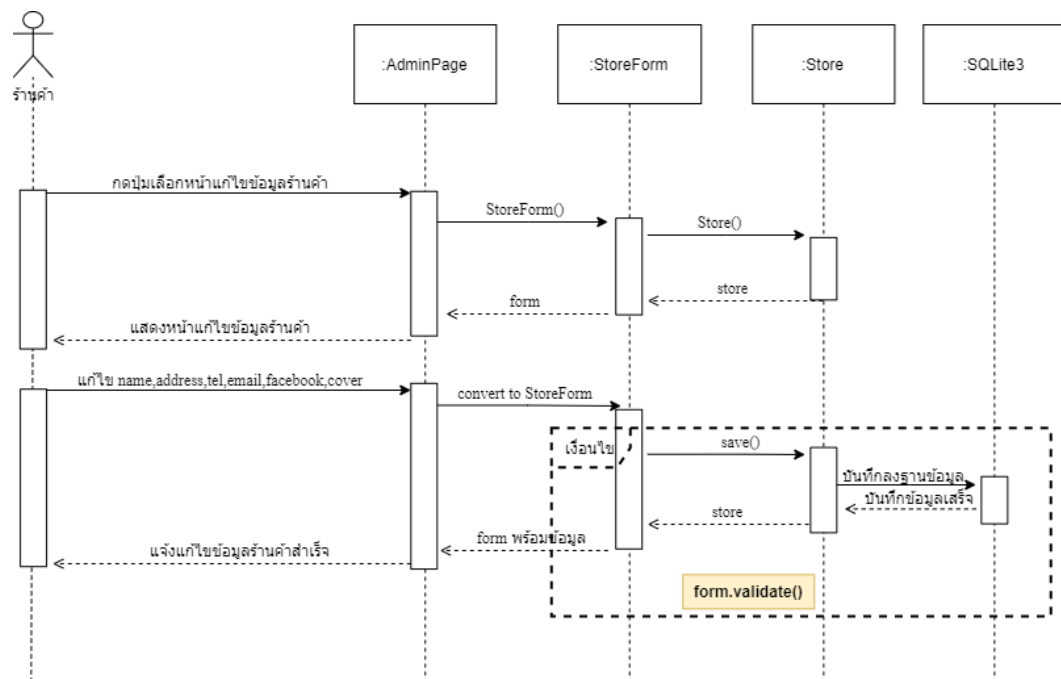 :AdminPage
:StoreForm
:Store
:SQLite3
ร้านค้า
กดปุ่มเลือกหน้าแก้ไขข้อมูลร้านค้า
StoreForm()
Store()
store
form
แสดงหน้าแก้ไขข้อมูลร้านค้า
แก้ไข name,address,tel,email,facebook,cover
convert to StoreForm
เงื่อนไข
save()
บันทึกลงฐานข้อมูล
บันทึกข้อมูลเสร็จ
store
form พร้อมข้อมูล
แจ้งแก้ไขข้อมูลร้านค้าสำเร็จ
form.validate()